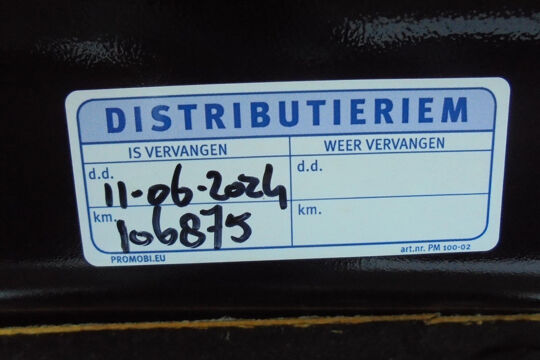 DISTRIBUTIERIEM
IS VERVANGEN
d.d. 11-06-2024
km. 106875
WEER VERVANGEN
d.d.
km.
PROMOBI.EU
art.nr. PM 100-02